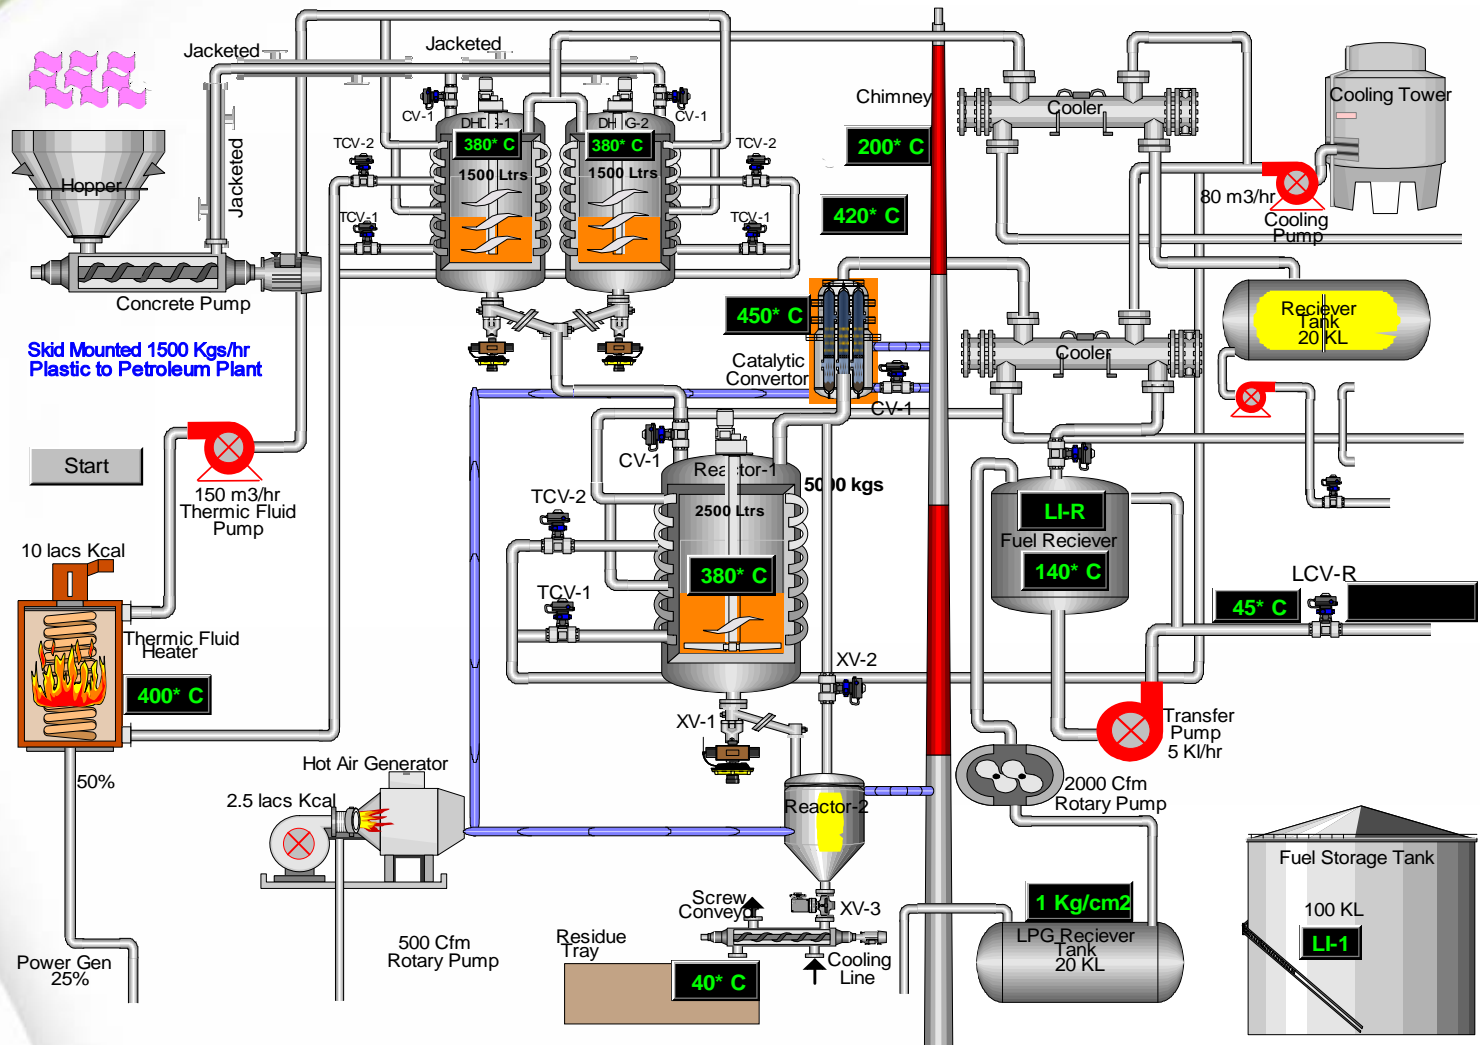 Jacketed
Jacketed
CV-1
CV-1
Chimney
Cooler
Cooling Tower
DHDG-1
380* C
380* C
200* C
TCV-2
TCV-2
1500 Ltrs
1500 Ltrs
Hopper
Jacketed
80 m3/hr
Cooling
Pump
420* C
TCV-1
TCV-1
Concrete Pump
450* C
Reciever
Tank
20 KL
Skid Mounted 1500 Kgs/hr
Plastic to Petroleum Plant
Catalytic
Convertor
Cooler
CV-1
CV-1
Start
Reactor-1
5000 kgs
150 m3/hr
Thermic Fluid
Pump
TCV-2
2500 Ltrs
LI-R
Fuel Reciever
140* C
10 lacs Kcal
380* C
LCV-R
45* C
TCV-1
Thermic Fluid
Heater
400* C
XV-2
XV-1
Transfer
Pump
5 Kl/hr
Hot Air Generator
50%
2.5 lacs Kcal
Reactor-2
2000 Cfm
Rotary Pump
Fuel Storage Tank
100 KL
LI-1
Screw
Conveyo
XV-3
1 Kg/cm2
LPG Reciever
Tank
20 KL
Residue
Tray
500 Cfm
Rotary Pump
Cooling
Line
40* C
Power Gen
25%